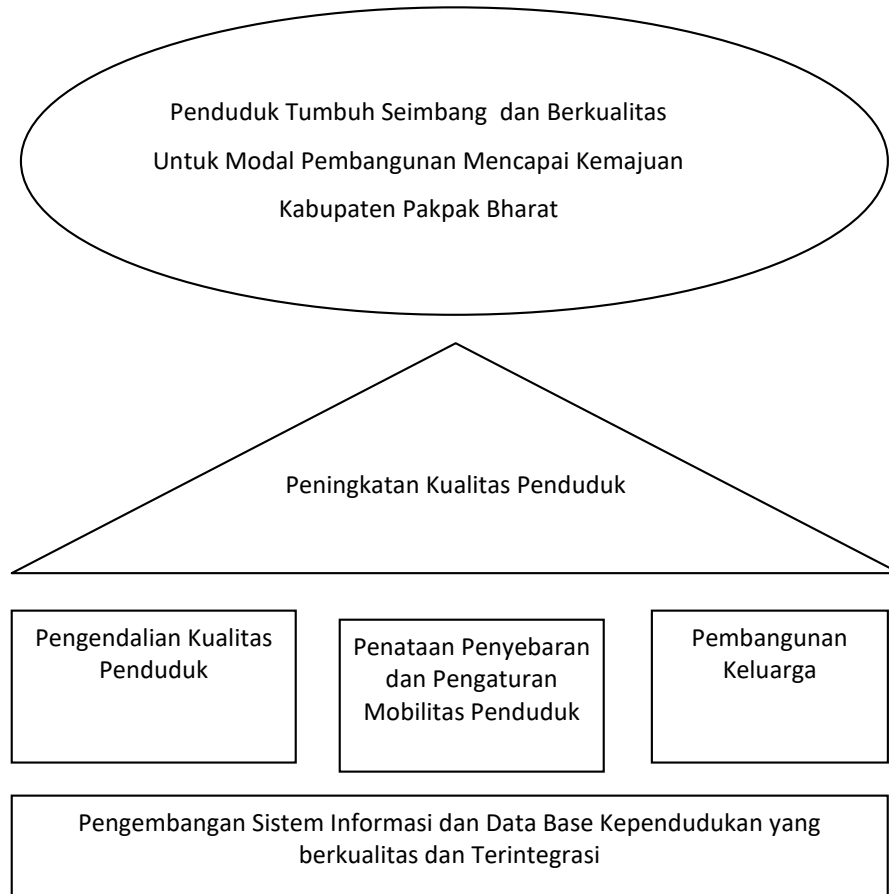 Penduduk Tumbuh Seimbang dan Berkualitas
Untuk Modal Pembangunan Mencapai Kemajuan
Kabupaten Pakpak Bharat
Peningkatan Kualitas Penduduk
Pengendalian Kualitas
Penduduk
Penataan Penyebaran
dan Pengaturan
Mobilitas Penduduk
Pembangunan
Keluarga
Pengembangan Sistem Informasi dan Data Base Kependudukan yang
berkualitas dan Terintegrasi